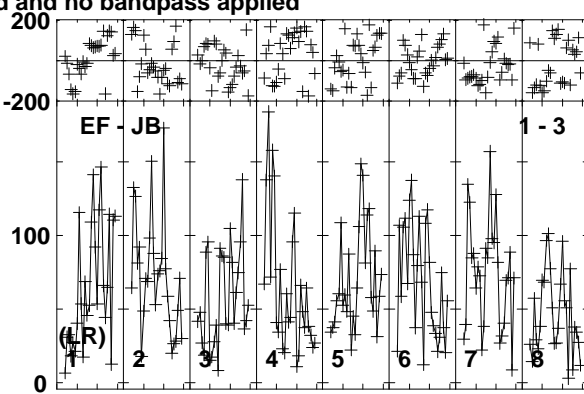 d and no bandpass applied
200
-200
EF - JB 1 - 3
100
(LR)
1 2 3 4 5 6 7 8
0